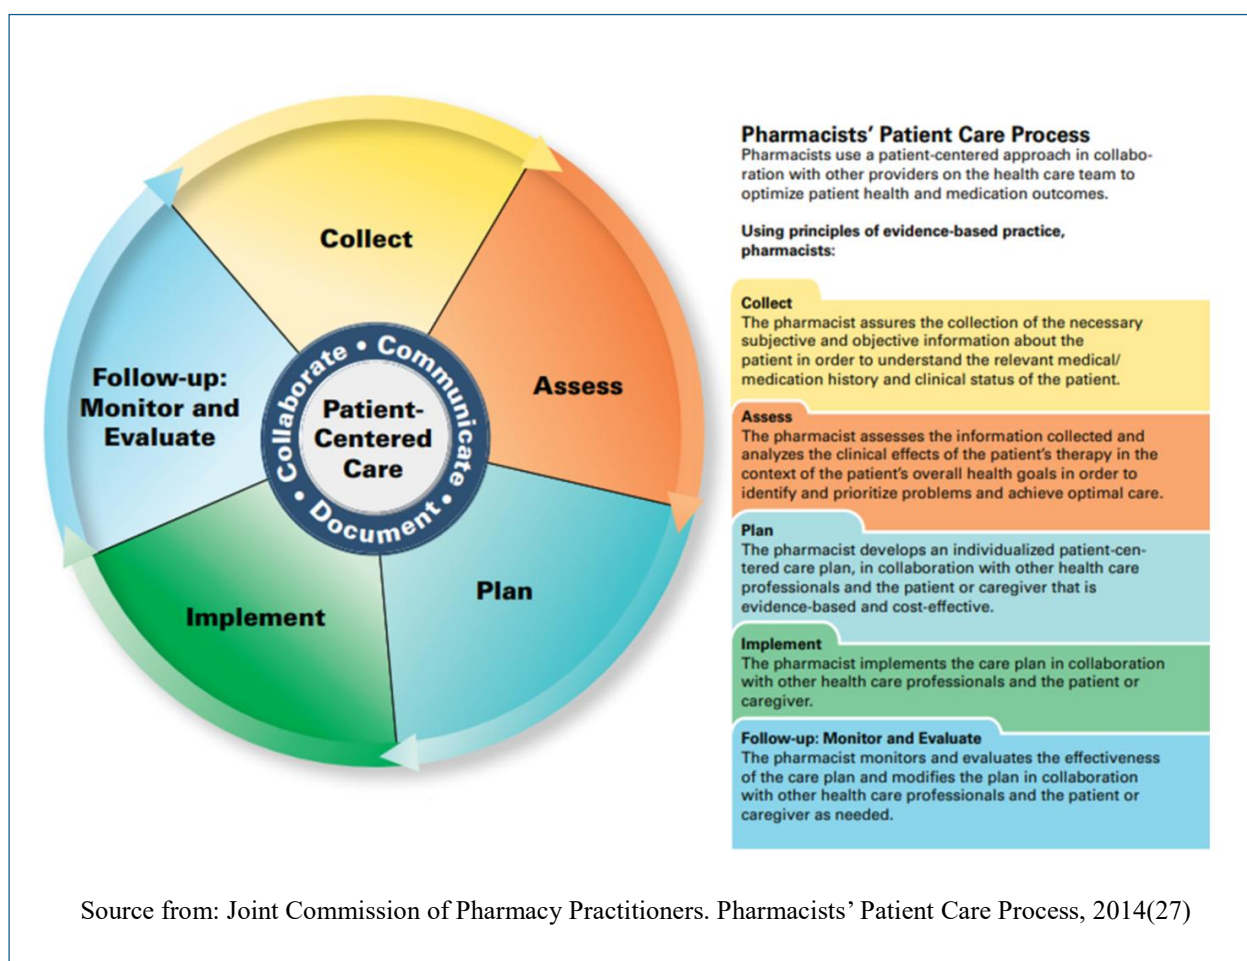 Collect
Assess
Plan
Implement
Follow-up:
Monitor and
Evaluate
Collaborate • Communicate • Document •
Patient-
Centered
Care
Pharmacists’ Patient Care Process
Pharmacists use a patient-centered approach in collabo-
ration with other providers on the health care team to
optimize patient health and medication outcomes.
Using principles of evidence-based practice,
pharmacists:
Collect
The pharmacist assures the collection of the necessary
subjective and objective information about the
patient in order to understand the relevant medical/
medication history and clinical status of the patient.
Assess
The pharmacist assesses the information collected and
analyzes the clinical effects of the patient’s therapy in the
context of the patient’s overall health goals in order to
identify and prioritize problems and achieve optimal care.
Plan
The pharmacist develops an individualized patient-cen-
tered care plan, in collaboration with other health care
professionals and the patient or caregiver that is
evidence-based and cost-effective.
Implement
The pharmacist implements the care plan in collaboration
with other health care professionals and the patient or
caregiver.
Follow-up: Monitor and Evaluate
The pharmacist monitors and evaluates the effectiveness
of the care plan and modifies the plan in collaboration
with other health care professionals and the patient or
caregiver as needed.
Source from: Joint Commission of Pharmacy Practitioners. Pharmacists’ Patient Care Process, 2014(27)